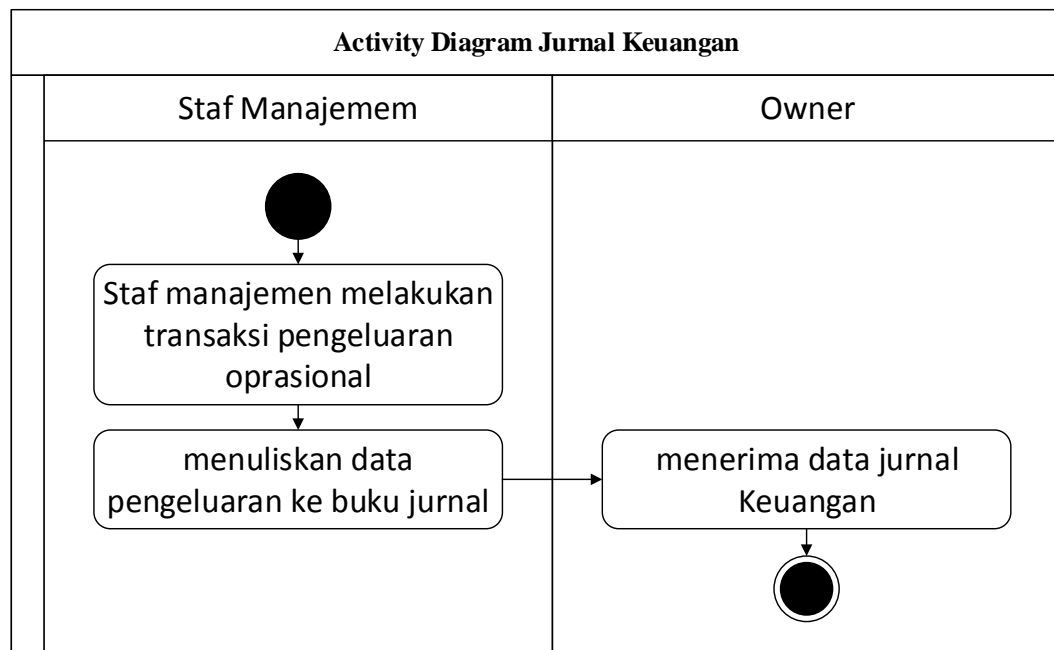 Activity Diagram Jurnal Keuangan
Staf Manajemem
Owner
Staf manajemen melakukan
transaksi pengeluaran
oprasional
menuliskan data
pengeluaran ke buku jurnal
menerima data jurnal
Keuangan